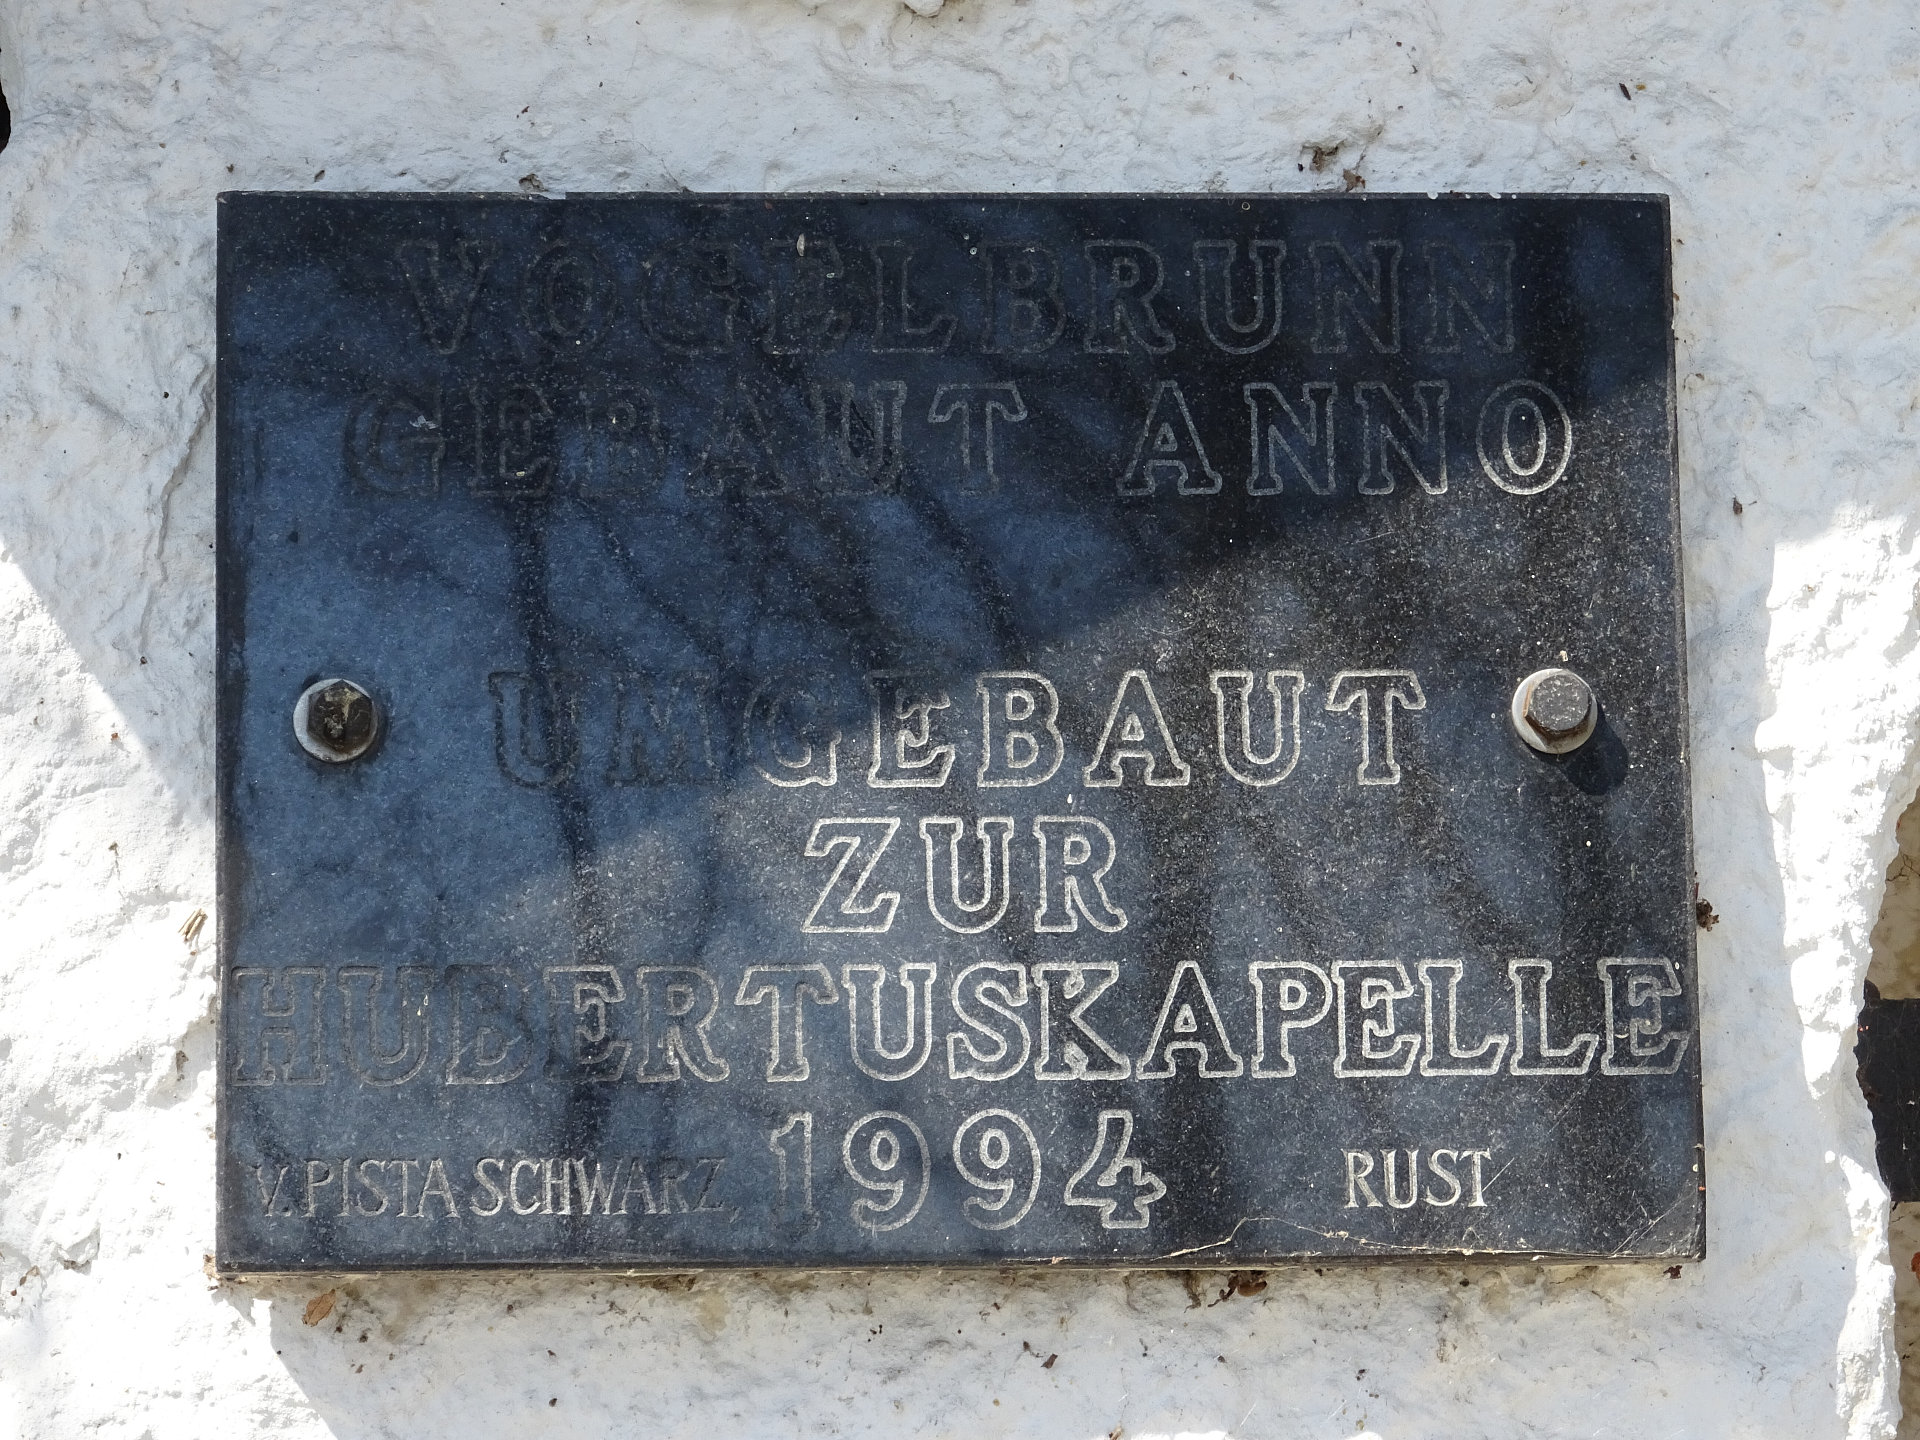 VOGELBRUNN
GEBAUT ANNO
UMGEBAUT
ZUR
HUBERTUSKAPELLE
V. PISTA SCHWARZ, 1994 RUST